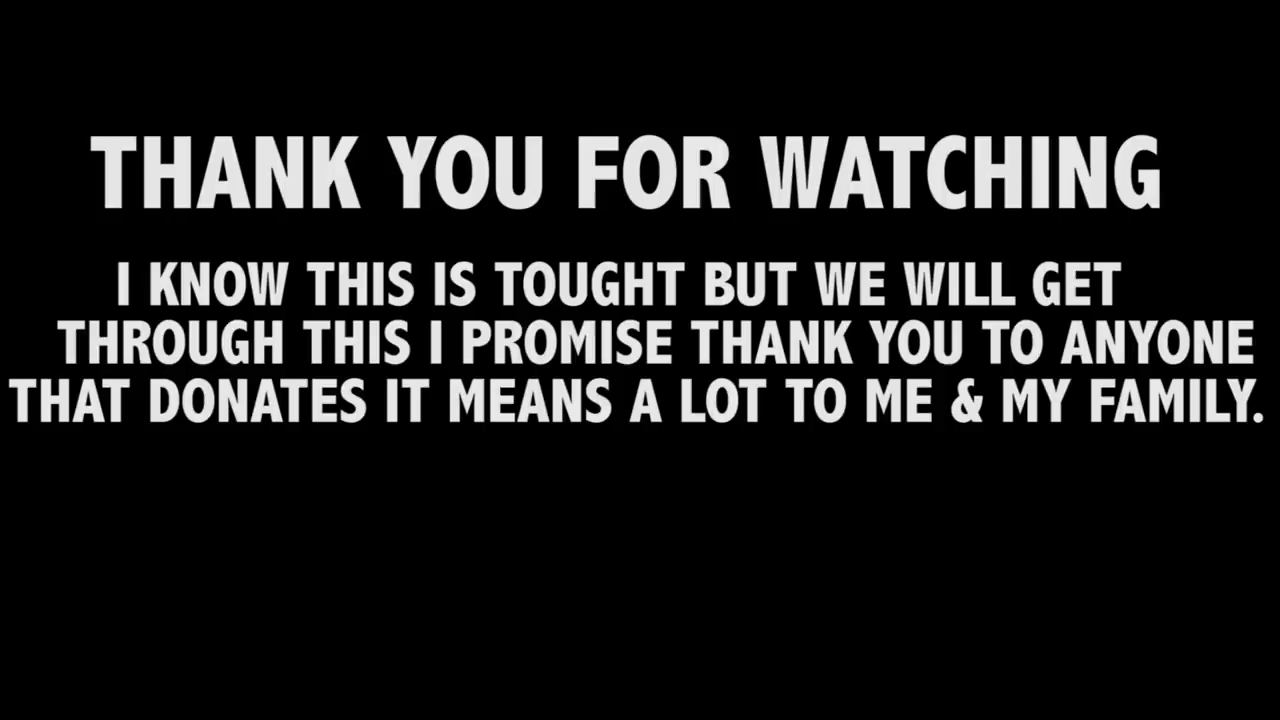 THANK YOU FOR WATCHING
I KNOW THIS IS TOUGHT BUT WE WILL GET
THROUGH THIS I PROMISE THANK YOU TO ANYONE
THAT DONATES IT MEANS A LOT TO ME & MY FAMILY.